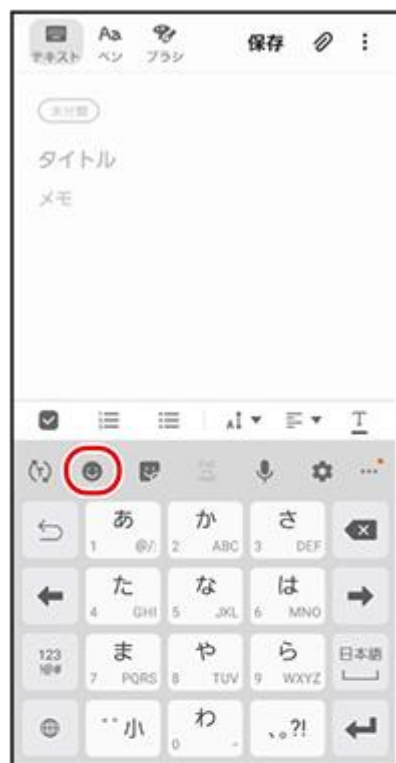 テキスト Aa ペン ブラシ 保存
未分類
タイトル
メモ
A T
(T) ...
あ か さ
1 @/: 2 ABC 3 DEF
た な は
4 GHI 5 JKL 6 MNO
123 !@# ま や ら 日本語
7 PQRS 8 TUV 9 WXYZ
゛゜小 わ 、。?!
0 -